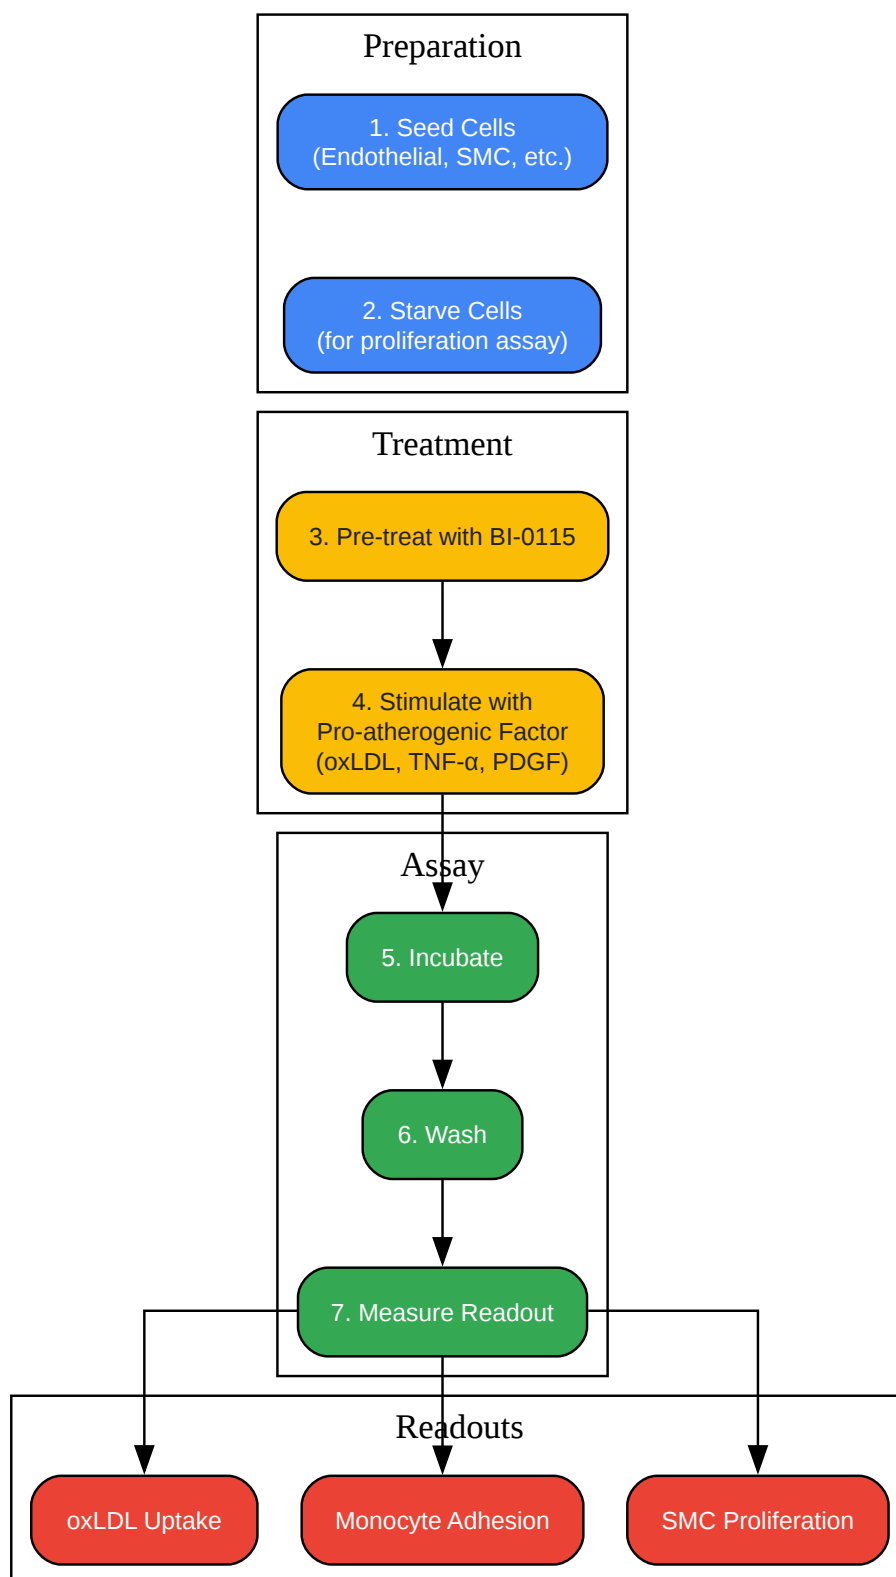 Preparation
1. Seed Cells
(Endothelial, SMC, etc.)
2. Starve Cells
(for proliferation assay)
Treatment
3. Pre-treat with BI-0115
4. Stimulate with
Pro-atherogenic Factor
(oxLDL, TNF-α, PDGF)
Assay
5. Incubate
6. Wash
7. Measure Readout
Readouts
oxLDL Uptake
Monocyte Adhesion
SMC Proliferation